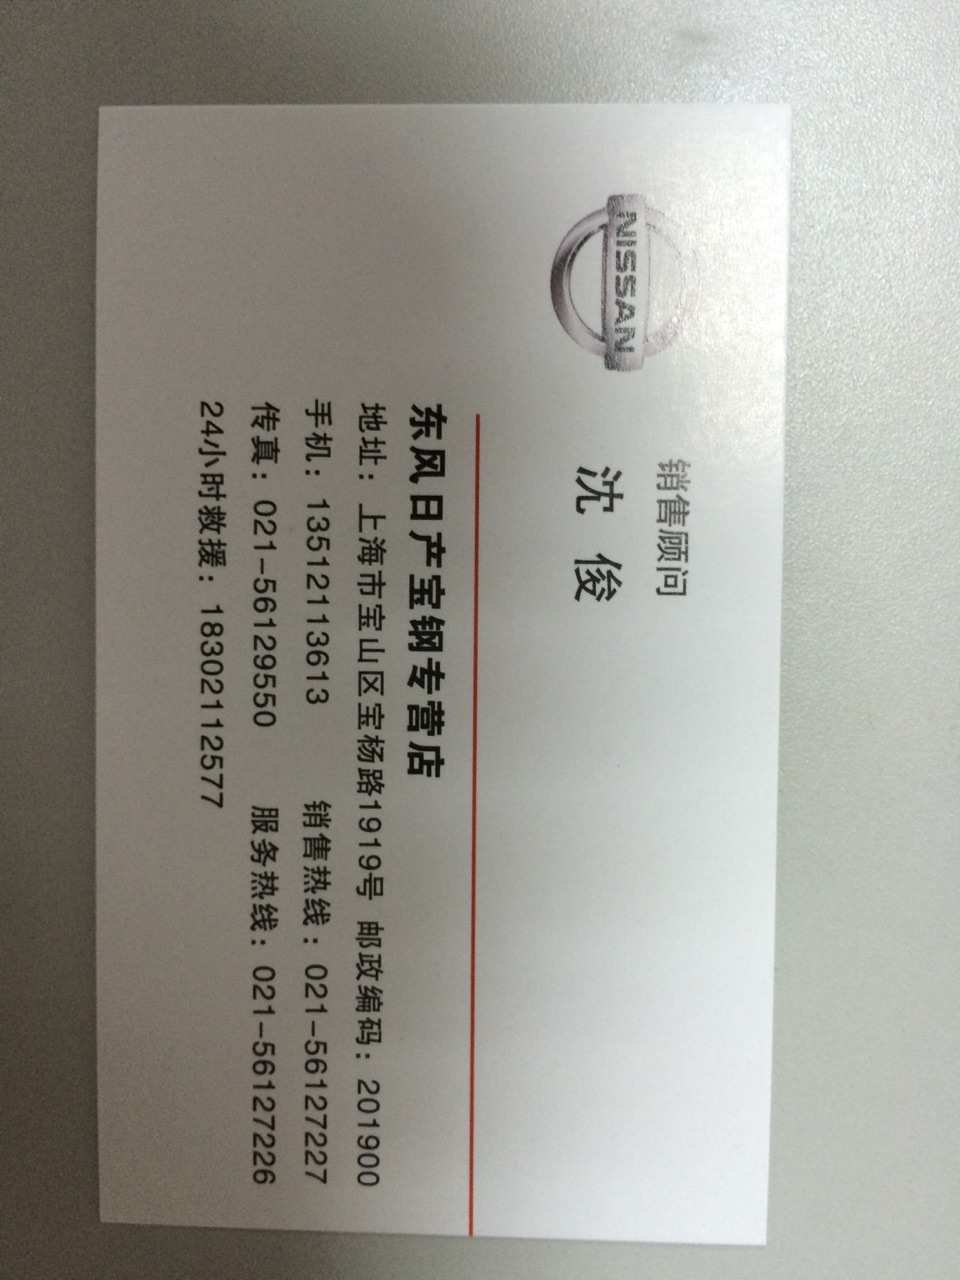 NISSAN
销售顾问
沈 俊
东风日产宝钢专营店
地址：上海市宝山区宝杨路1919号 邮政编码：201900
手机：13512113613 销售热线：021-56127227
传真：021-56129550 服务热线：021-56127226
24小时救援：18302112577